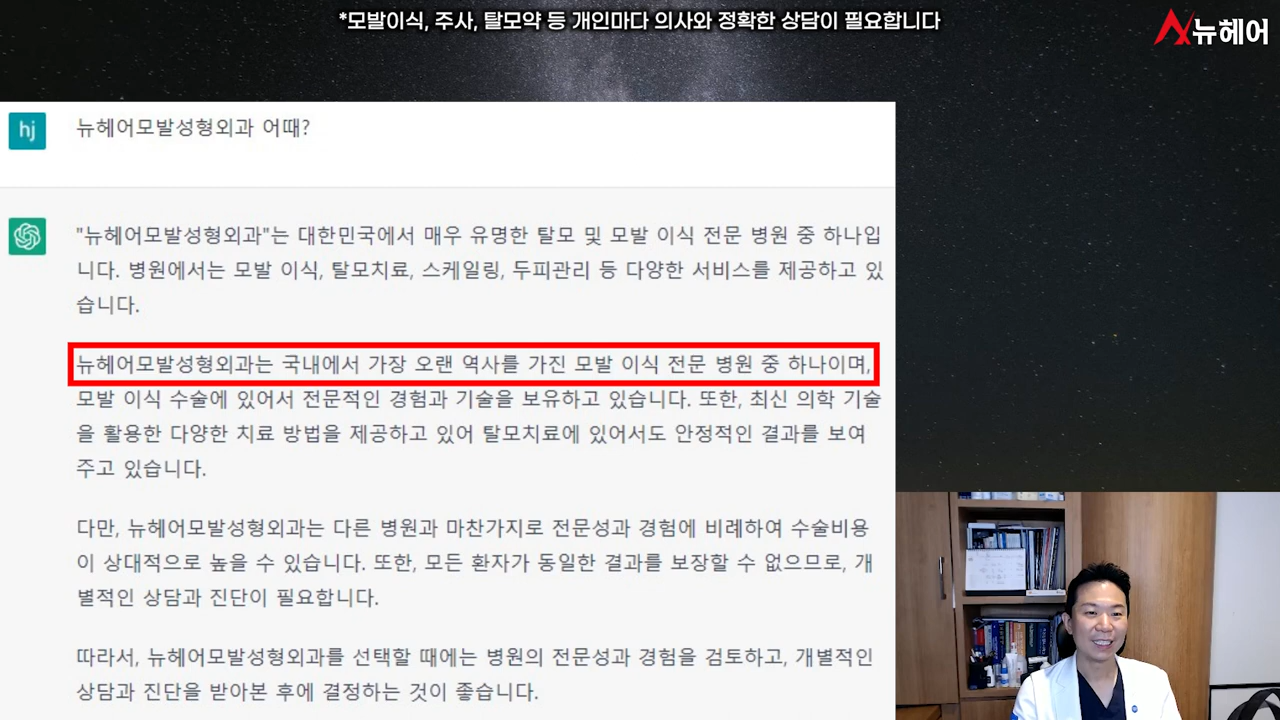 *모발이식, 주사, 탈모약 등 개인마다 의사와 정확한 상담이 필요합니다
뉴헤어
hj
뉴헤어모발성형외과 어때?
"뉴헤어모발성형외과"는 대한민국에서 매우 유명한 탈모 및 모발 이식 전문 병원 중 하나입
니다. 병원에서는 모발 이식, 탈모치료, 스케일링, 두피관리 등 다양한 서비스를 제공하고 있
습니다.
뉴헤어모발성형외과는 국내에서 가장 오랜 역사를 가진 모발 이식 전문 병원 중 하나이며,
모발 이식 수술에 있어서 전문적인 경험과 기술을 보유하고 있습니다. 또한, 최신 의학 기술
을 활용한 다양한 치료 방법을 제공하고 있어 탈모치료에 있어서도 안정적인 결과를 보여
주고 있습니다.
다만, 뉴헤어모발성형외과는 다른 병원과 마찬가지로 전문성과 경험에 비례하여 수술비용
이 상대적으로 높을 수 있습니다. 또한, 모든 환자가 동일한 결과를 보장할 수 없으므로, 개
별적인 상담과 진단이 필요합니다.
따라서, 뉴헤어모발성형외과를 선택할 때에는 병원의 전문성과 경험을 검토하고, 개별적인
상담과 진단을 받아본 후에 결정하는 것이 좋습니다.